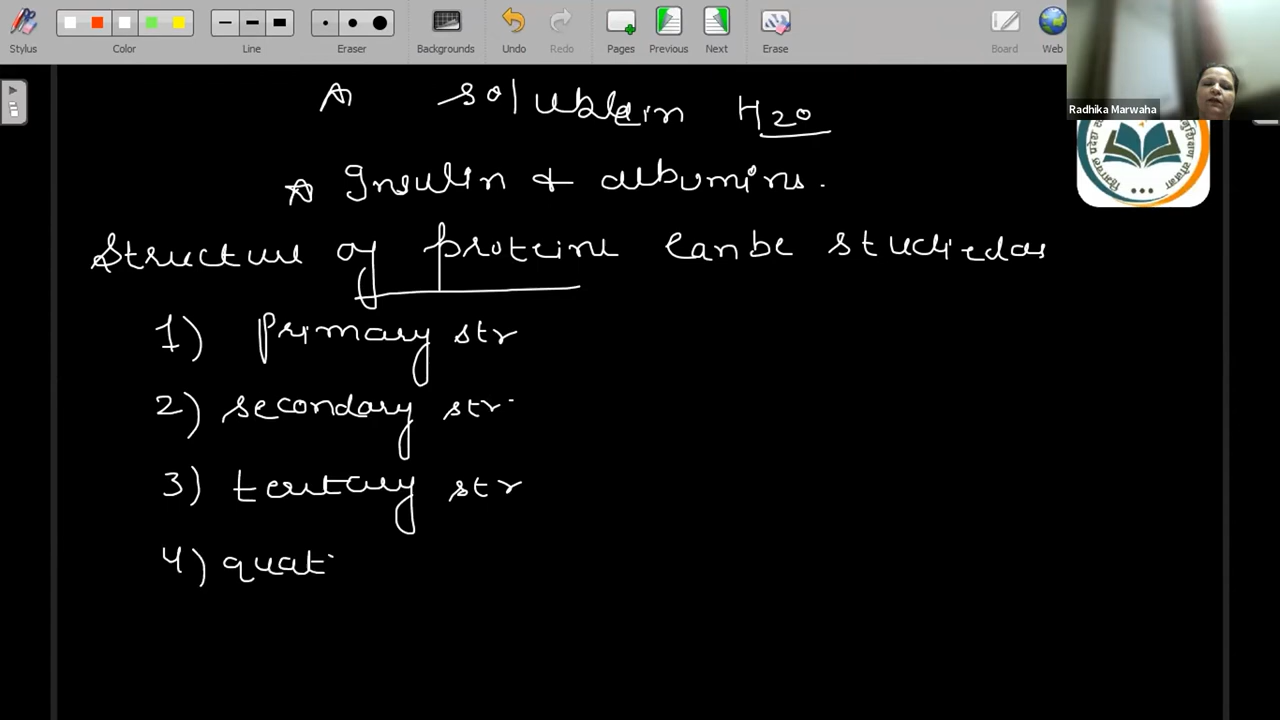 Stylus Color Line Eraser Backgrounds Undo Redo Pages Previous Next Erase Board Web
Radhika Marwaha
soluble in H2O
Insulin & albumins.
Structure of proteins can be studied as
1) primary str
2) secondary str
3) tertary str
4) quat